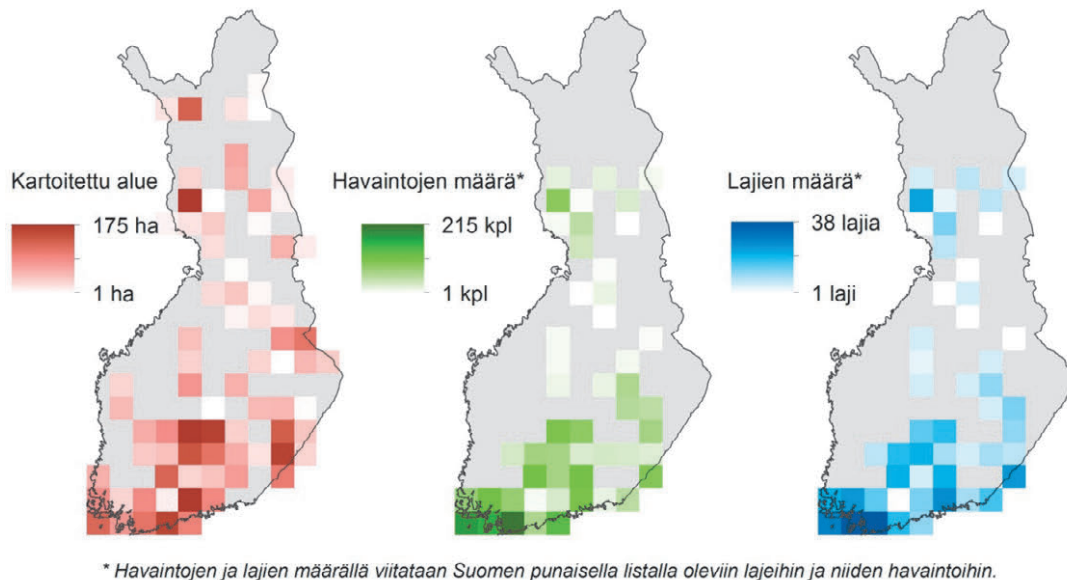 Kartoitettu alue
175 ha
1 ha
Havaintojen määrä*
215 kpl
1 kpl
Lajien määrä*
38 lajia
1 laji
* Havaintojen ja lajien määrällä viitataan Suomen punaisella listalla oleviin lajeihin ja niiden havaintoihin.